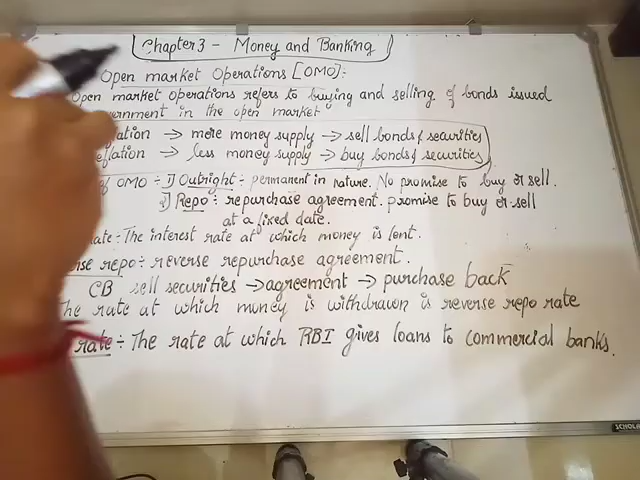 Chapter 3 - Money and Banking
Open market Operations [OMO]:
Open market operations refers to buying and selling of bonds issued
in the open market
→ more money supply → sell bonds & securities
→ less money supply → buy bonds & securities
of OMO ÷ 1) Outright ÷ permanent in nature. No promise to buy or sell.
2) Repo: repurchase agreement. promise to buy or sell
at a fixed date.
: The interest rate at which money is lent.
repo ÷ reverse repurchase agreement.
CB sell securities → agreement → purchase back
The rate at which money is withdrawn is reverse repo rate
rate ÷ The rate at which RBI gives loans to commercial banks.